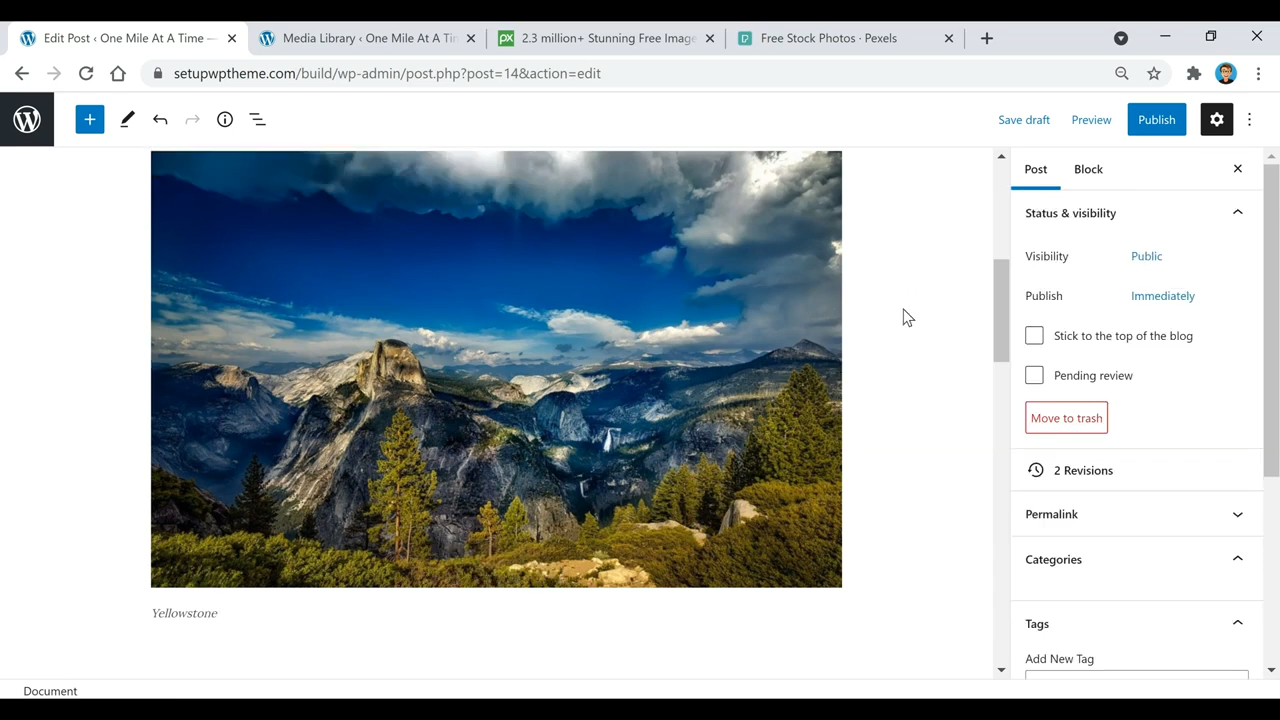 Edit Post ‹ One Mile At A Time —
Media Library ‹ One Mile At A Tim
2.3 million+ Stunning Free Image
Free Stock Photos · Pexels
setupwptheme.com/build/wp-admin/post.php?post=14&action=edit
Save draft
Preview
Publish
Post
Block
Status & visibility
Visibility
Public
Publish
Immediately
Stick to the top of the blog
Pending review
Move to trash
2 Revisions
Permalink
Categories
Yellowstone
Tags
Add New Tag
Document